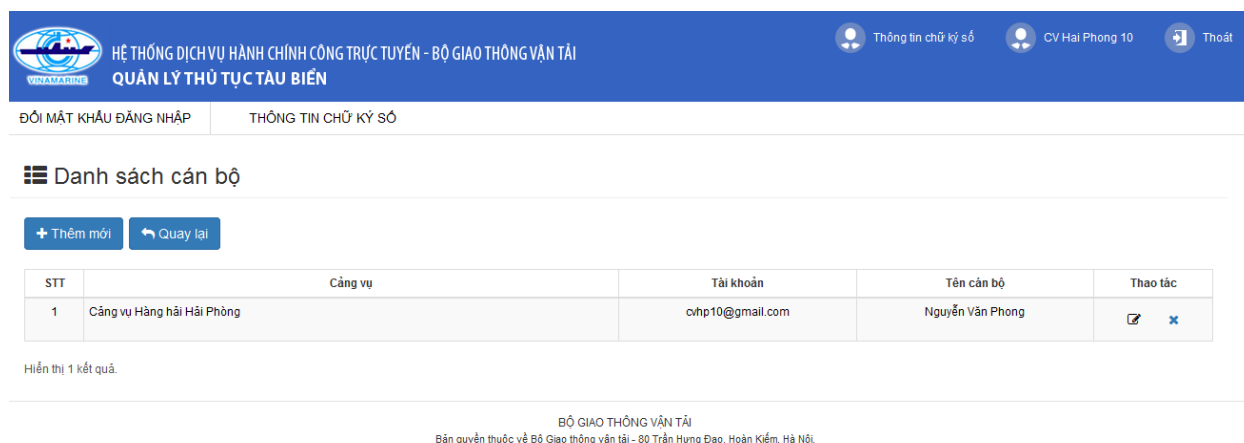 Thông tin chữ ký số
CV Hai Phong 10
Thoát
HỆ THỐNG DỊCH VỤ HÀNH CHÍNH CÔNG TRỰC TUYẾN - BỘ GIAO THÔNG VẬN TẢI
VINAMARINE
QUẢN LÝ THỦ TỤC TÀU BIỂN
ĐỔI MẬT KHẨU ĐĂNG NHẬP THÔNG TIN CHỮ KÝ SỐ
Danh sách cán bộ
Thêm mới Quay lại
STT Cảng vụ Tài khoản Tên cán bộ Thao tác
1 Cảng vụ Hàng hải Hải Phòng cvhp10@gmail.com Nguyễn Văn Phong
Hiển thị 1 kết quả.
BỘ GIAO THÔNG VẬN TẢI
Bản quyền thuộc về Bộ Giao thông vận tải - 80 Trần Hưng Đạo, Hoàn Kiếm, Hà Nội.